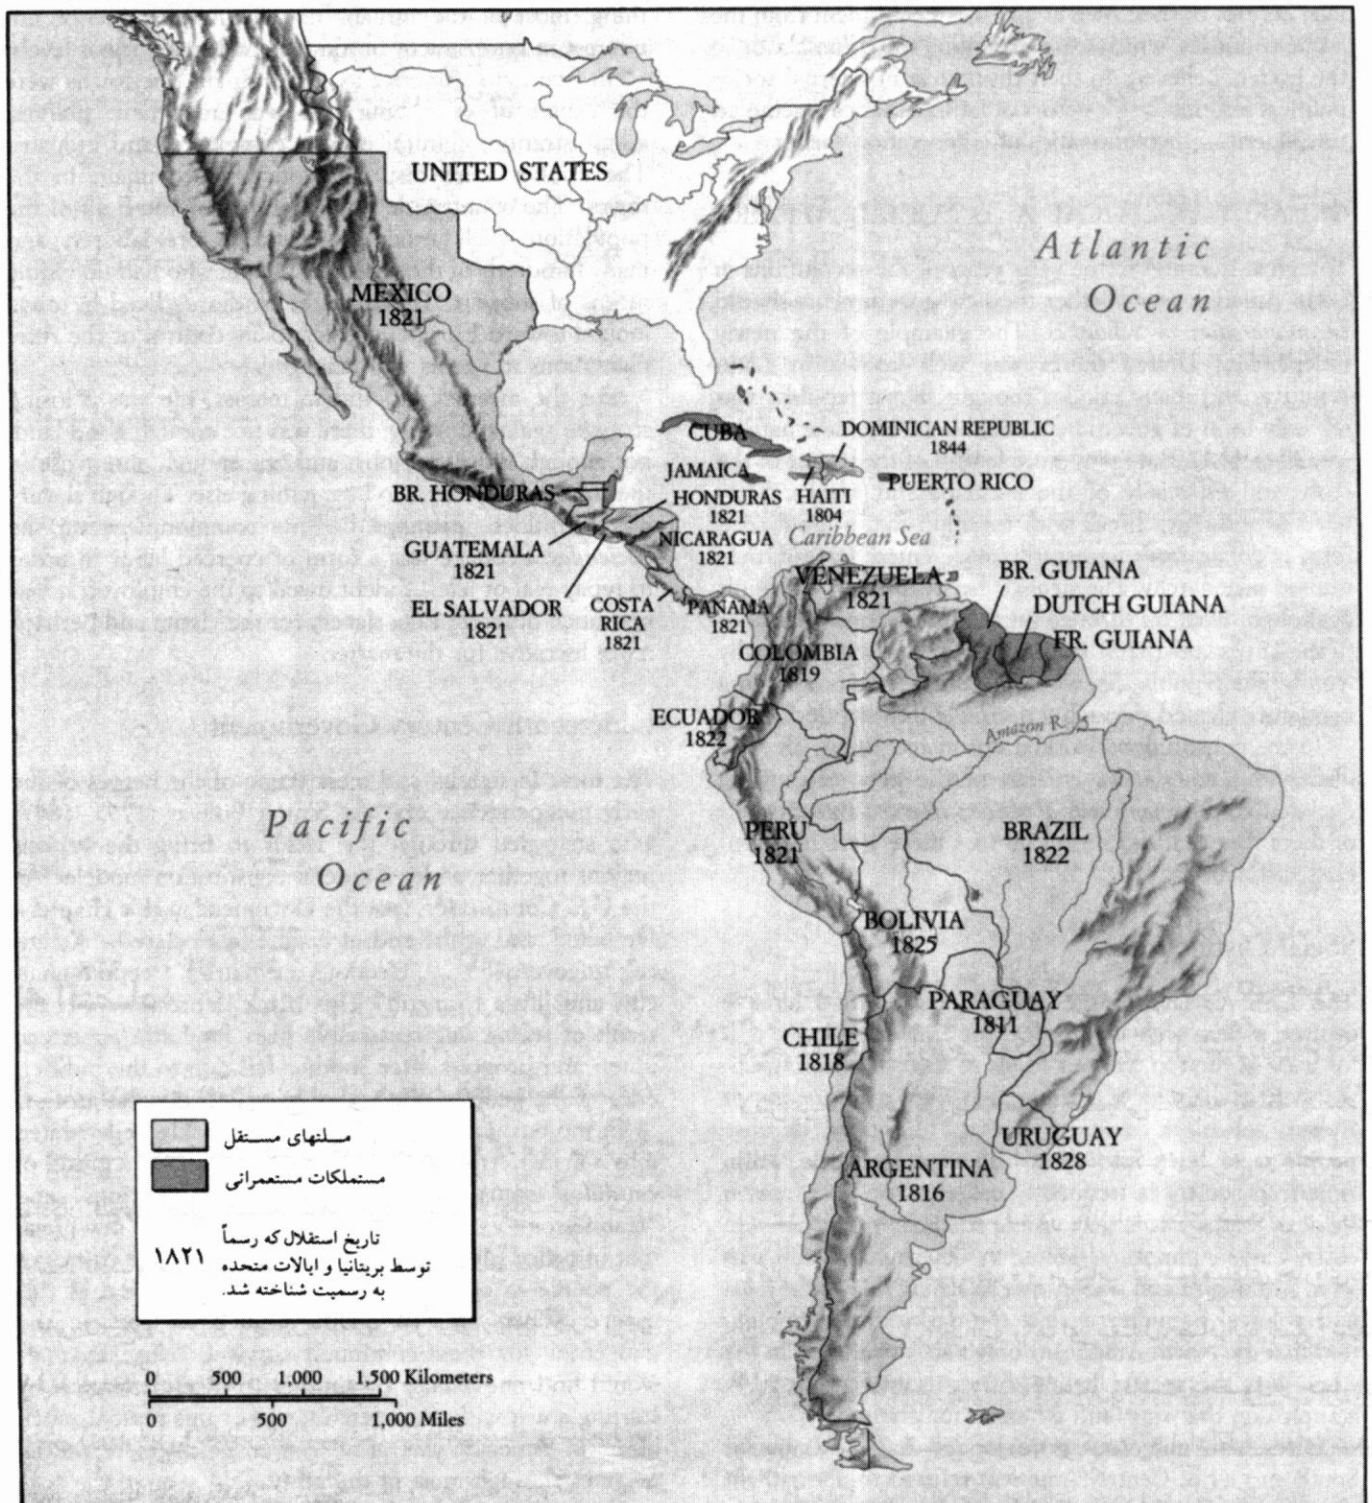 UNITED STATES
Atlantic
Ocean
MEXICO
1821
CUBA
DOMINICAN REPUBLIC
1844
JAMAICA
PUERTO RICO
BR. HONDURAS
HONDURAS
1821
HAITI
1804
NICARAGUA
1821
Caribbean Sea
GUATEMALA
1821
VENEZUELA
1821
BR. GUIANA
EL SALVADOR
1821
COSTA
RICA
1821
PANAMA
1821
DUTCH GUIANA
FR. GUIANA
COLOMBIA
1819
ECUADOR
1822
Amazon R.
Pacific
Ocean
PERU
1821
BRAZIL
1822
BOLIVIA
1825
PARAGUAY
1811
CHILE
1818
URUGUAY
1828
ARGENTINA
1816
مـلتهای مسـتقل
مستملکات مستعمراتی
۱۸۲۱
تاریخ استقلال که رسماً
توسط بریتانیا و ایالات متحده
به رسمیت شناخته شد.
0 500 1,000 1,500 Kilometers
0 500 1,000 Miles